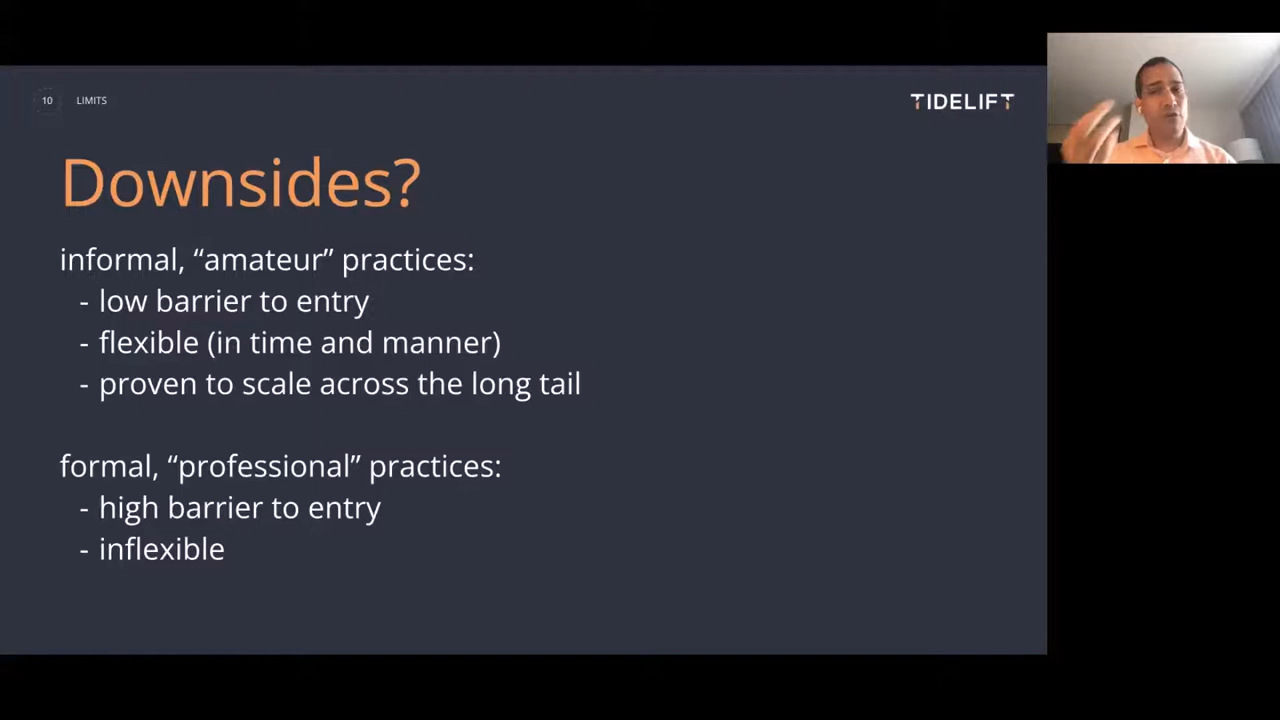 10 LIMITS
TIDELIFT
Downsides?
informal, “amateur” practices:
- low barrier to entry
- flexible (in time and manner)
- proven to scale across the long tail
formal, “professional” practices:
- high barrier to entry
- inflexible